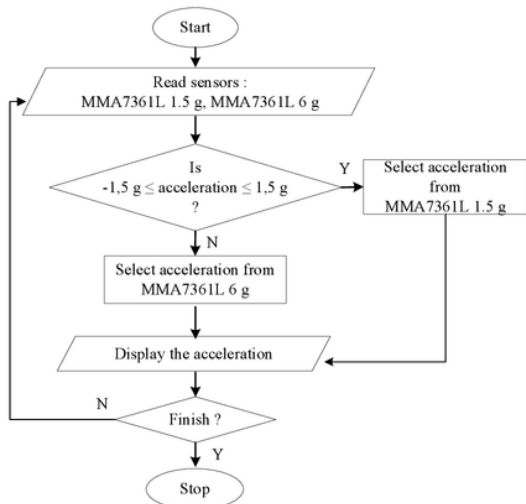 Start
Read sensors :
MMA7361L 1.5 g, MMA7361L 6 g
Is
-1,5 g ≤ acceleration ≤ 1,5 g
?
Y
Select acceleration
from
MMA7361L 1.5 g
N
Select acceleration from
MMA7361L 6 g
Display the acceleration
N
Finish ?
Y
Stop